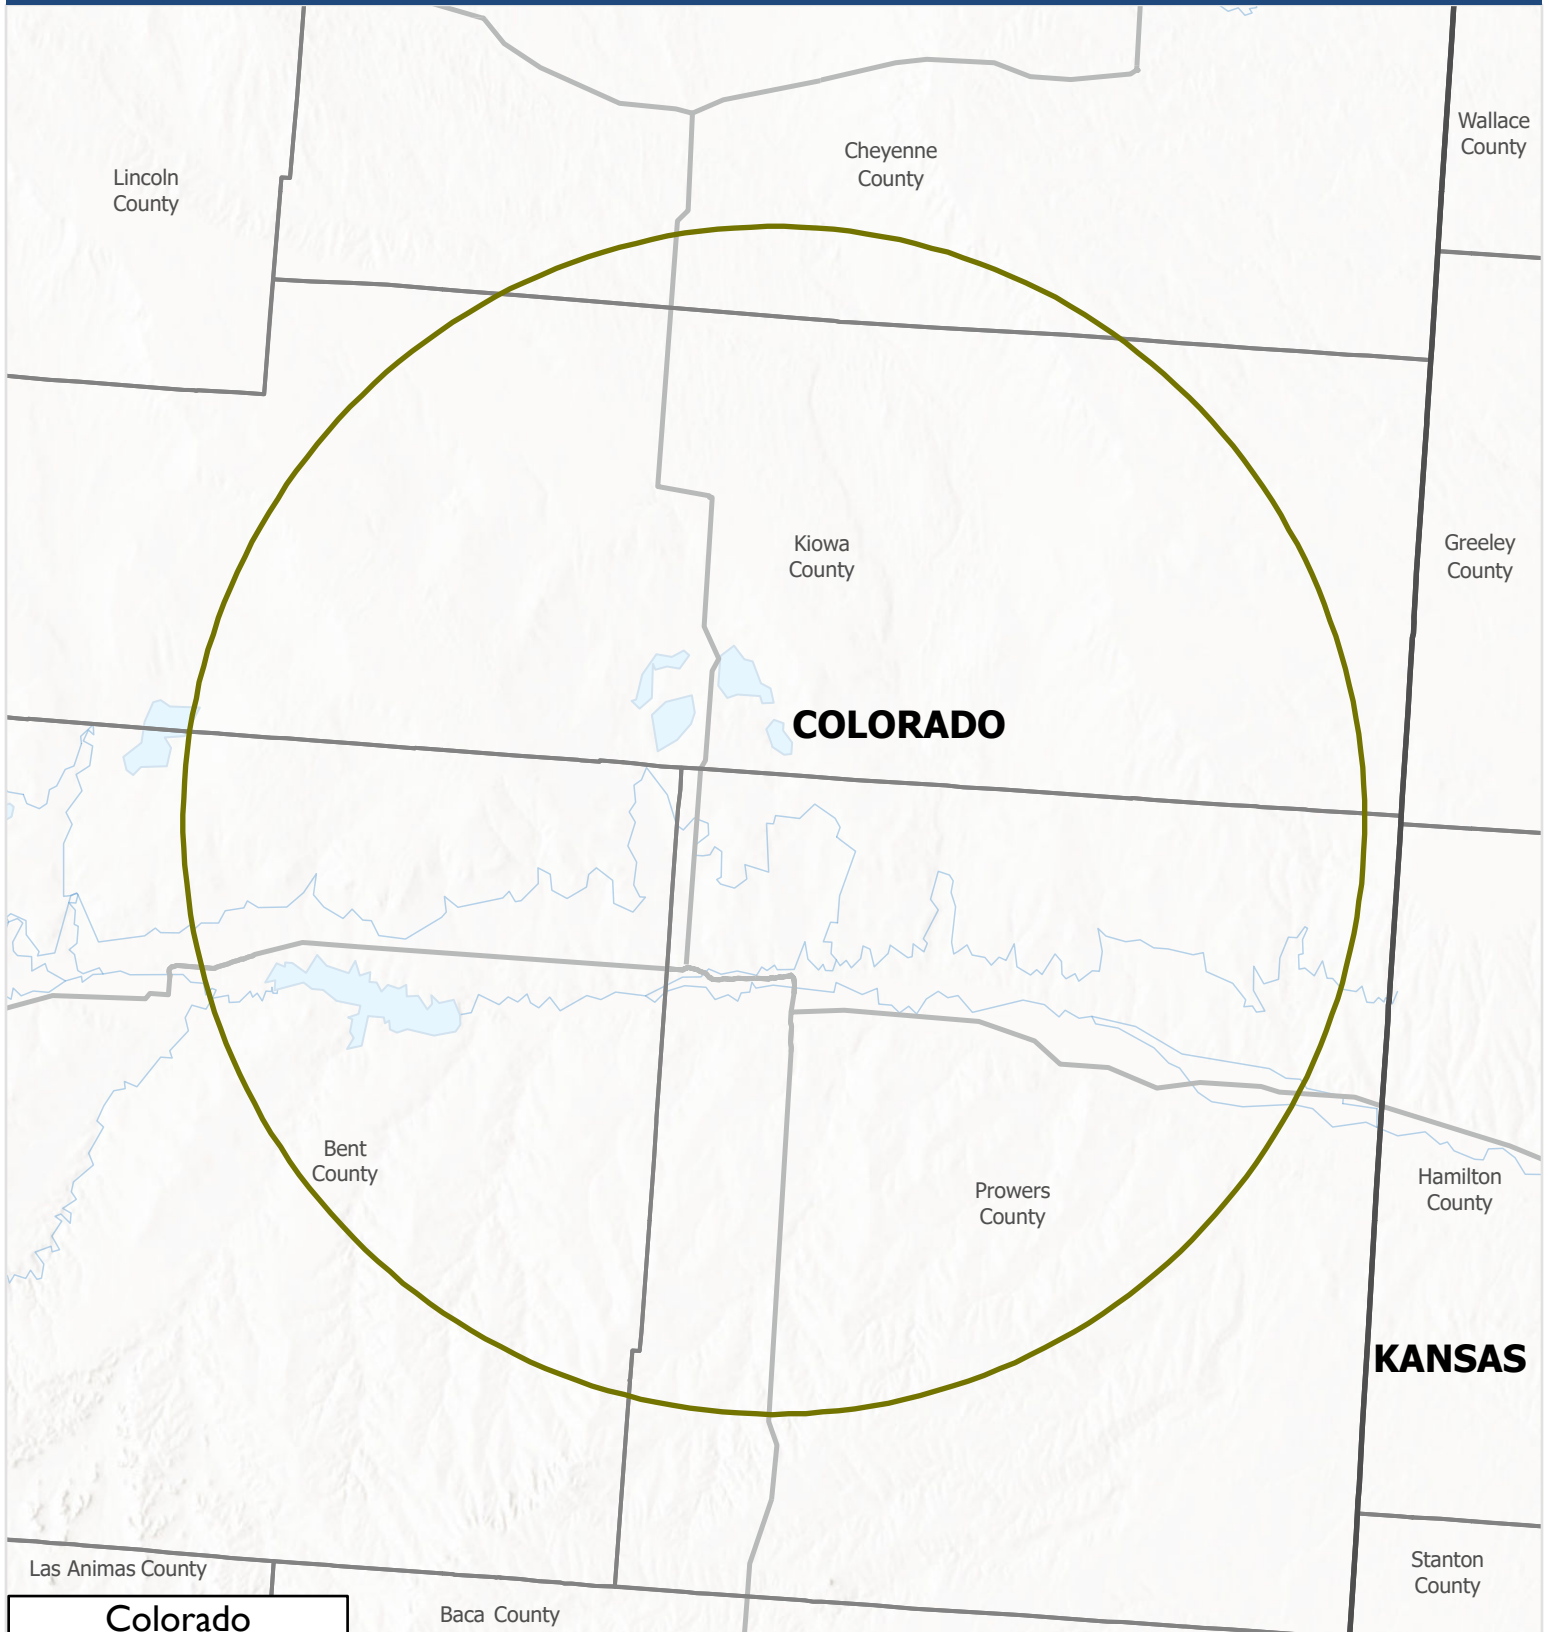 Wallace
County
Cheyenne
County
Lincoln
County
Kiowa
County
Greeley
County
COLORADO
Bent
County
Prowers
County
Hamilton
County
KANSAS
Stanton
County
Las Animas County
Baca County
Colorado